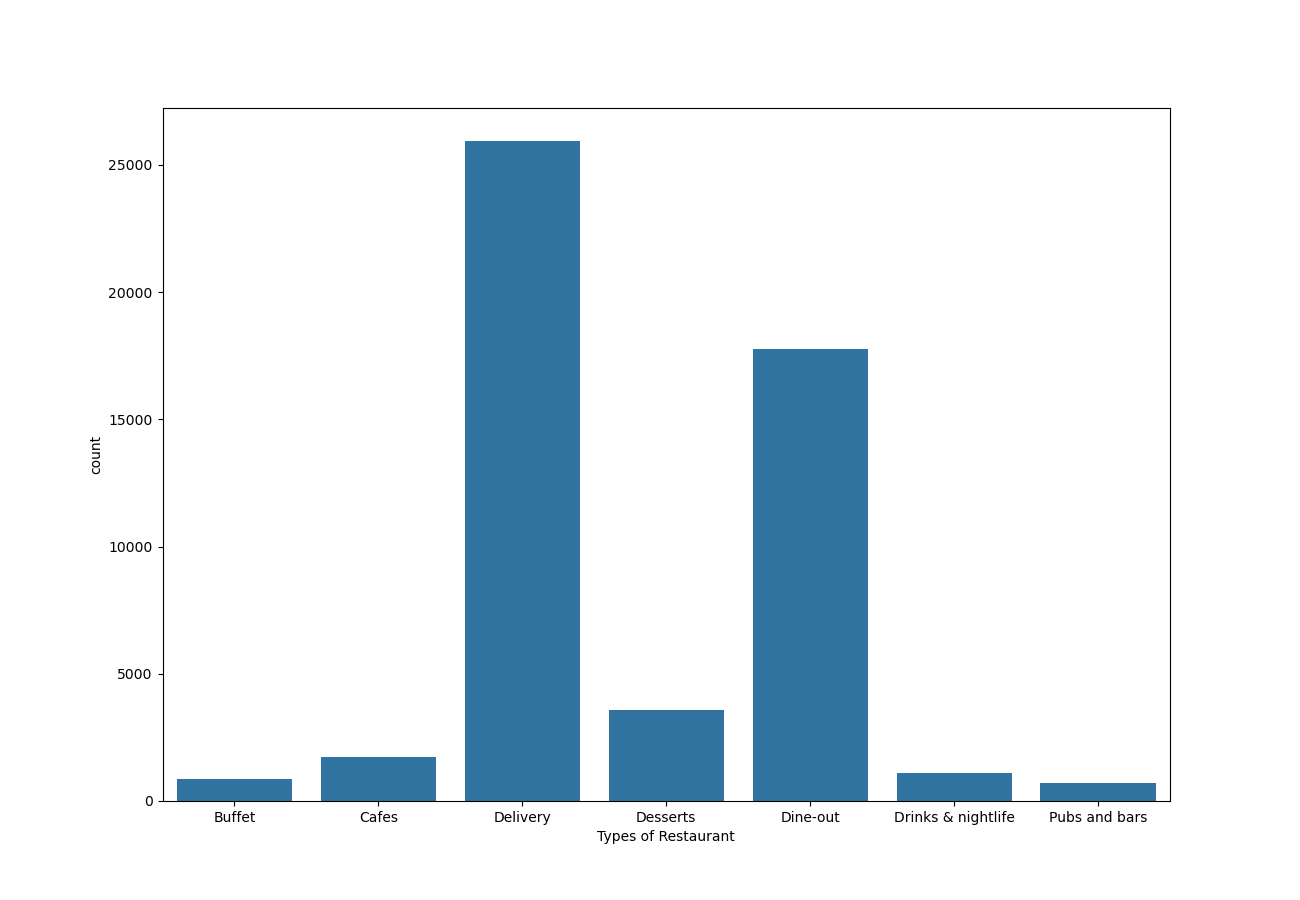 25000
20000
15000
10000
5000
0
count
Buffet Cafes Delivery Desserts Dine-out Drinks & nightlife Pubs and bars
Types of Restaurant